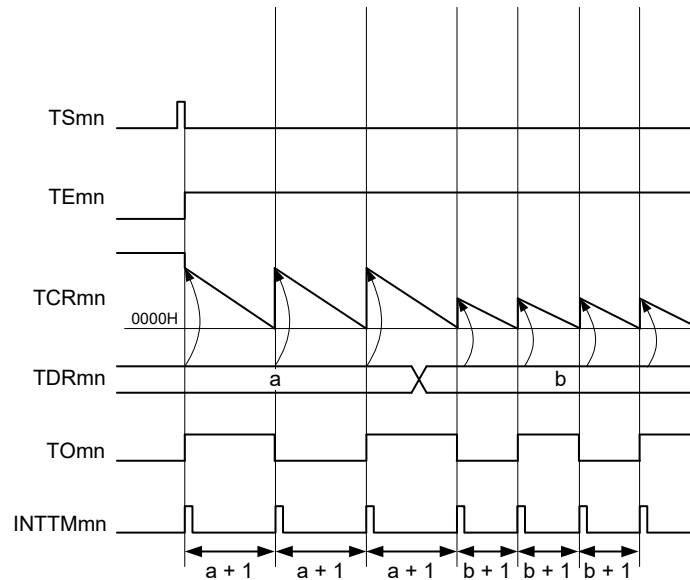 TSmn
TEmn
TCRmn
0000H
TDRmn a b
TOmn
INTTMmn
a + 1 a + 1 a + 1 b + 1 b + 1 b + 1